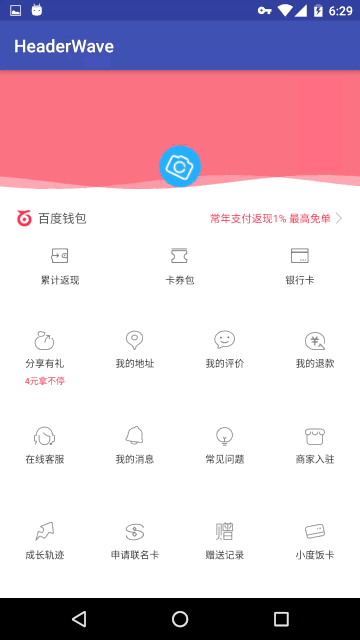 6:29
HeaderWave
百度钱包
常年支付返现1% 最高免单
累计返现
卡券包
银行卡
分享有礼
我的地址
我的评价
我的退款
4元拿不停
在线客服
我的消息
常见问题
商家入驻
赠
成长轨迹
申请联名卡
赠送记录
小度饭卡